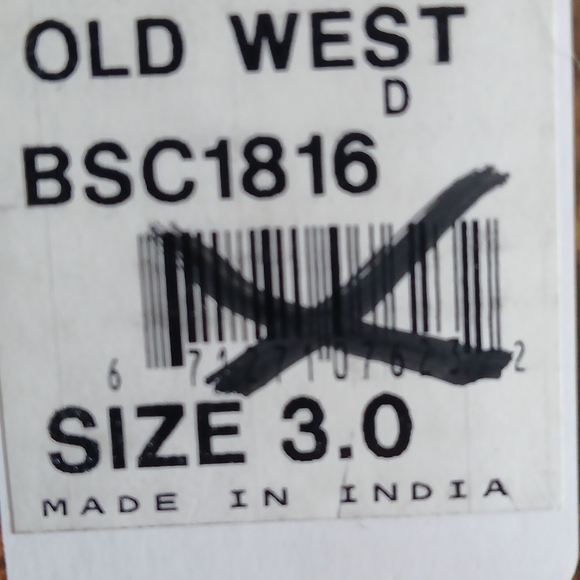 OLD WEST
D
BSC1816
SIZE 3.0
MADE IN INDIA